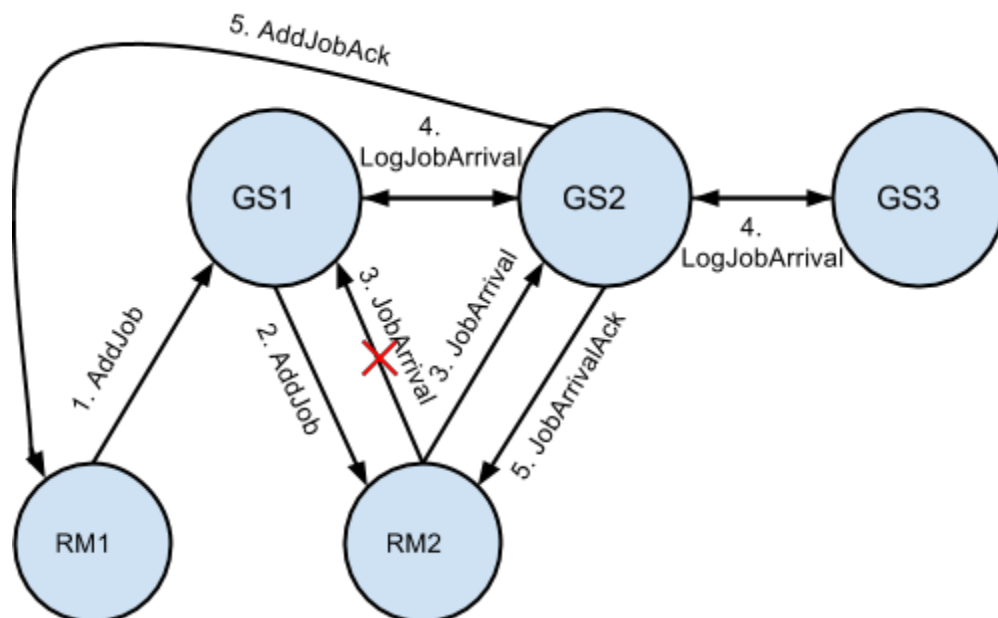 5. AddJobAck
4.
LogJobArrival
GS1
GS2
GS3
4.
LogJobArrival
1. AddJob
2. AddJob
3. JobArrival
3. JobArrival
5. JobArrivalAck
RM1
RM2